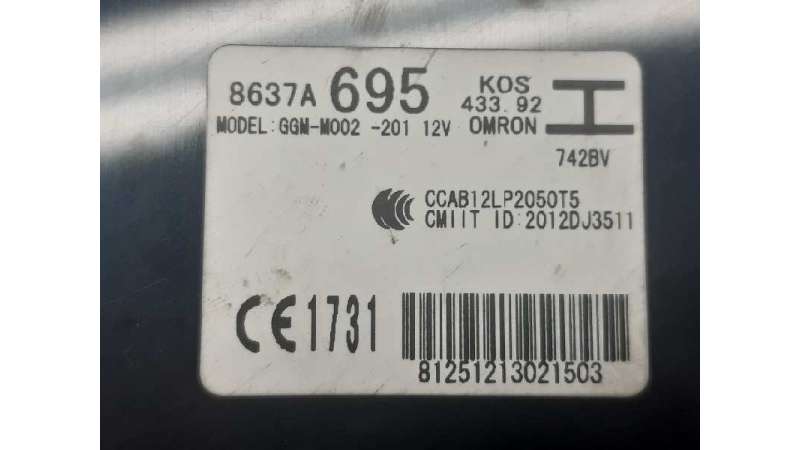 8637A 695 KOS
433.92
MODEL:GGM-M002 -201 12V OMRON
742BV
CCAB12LP2050T5
CMIIT ID:2012DJ3511
CE1731
81251213021503